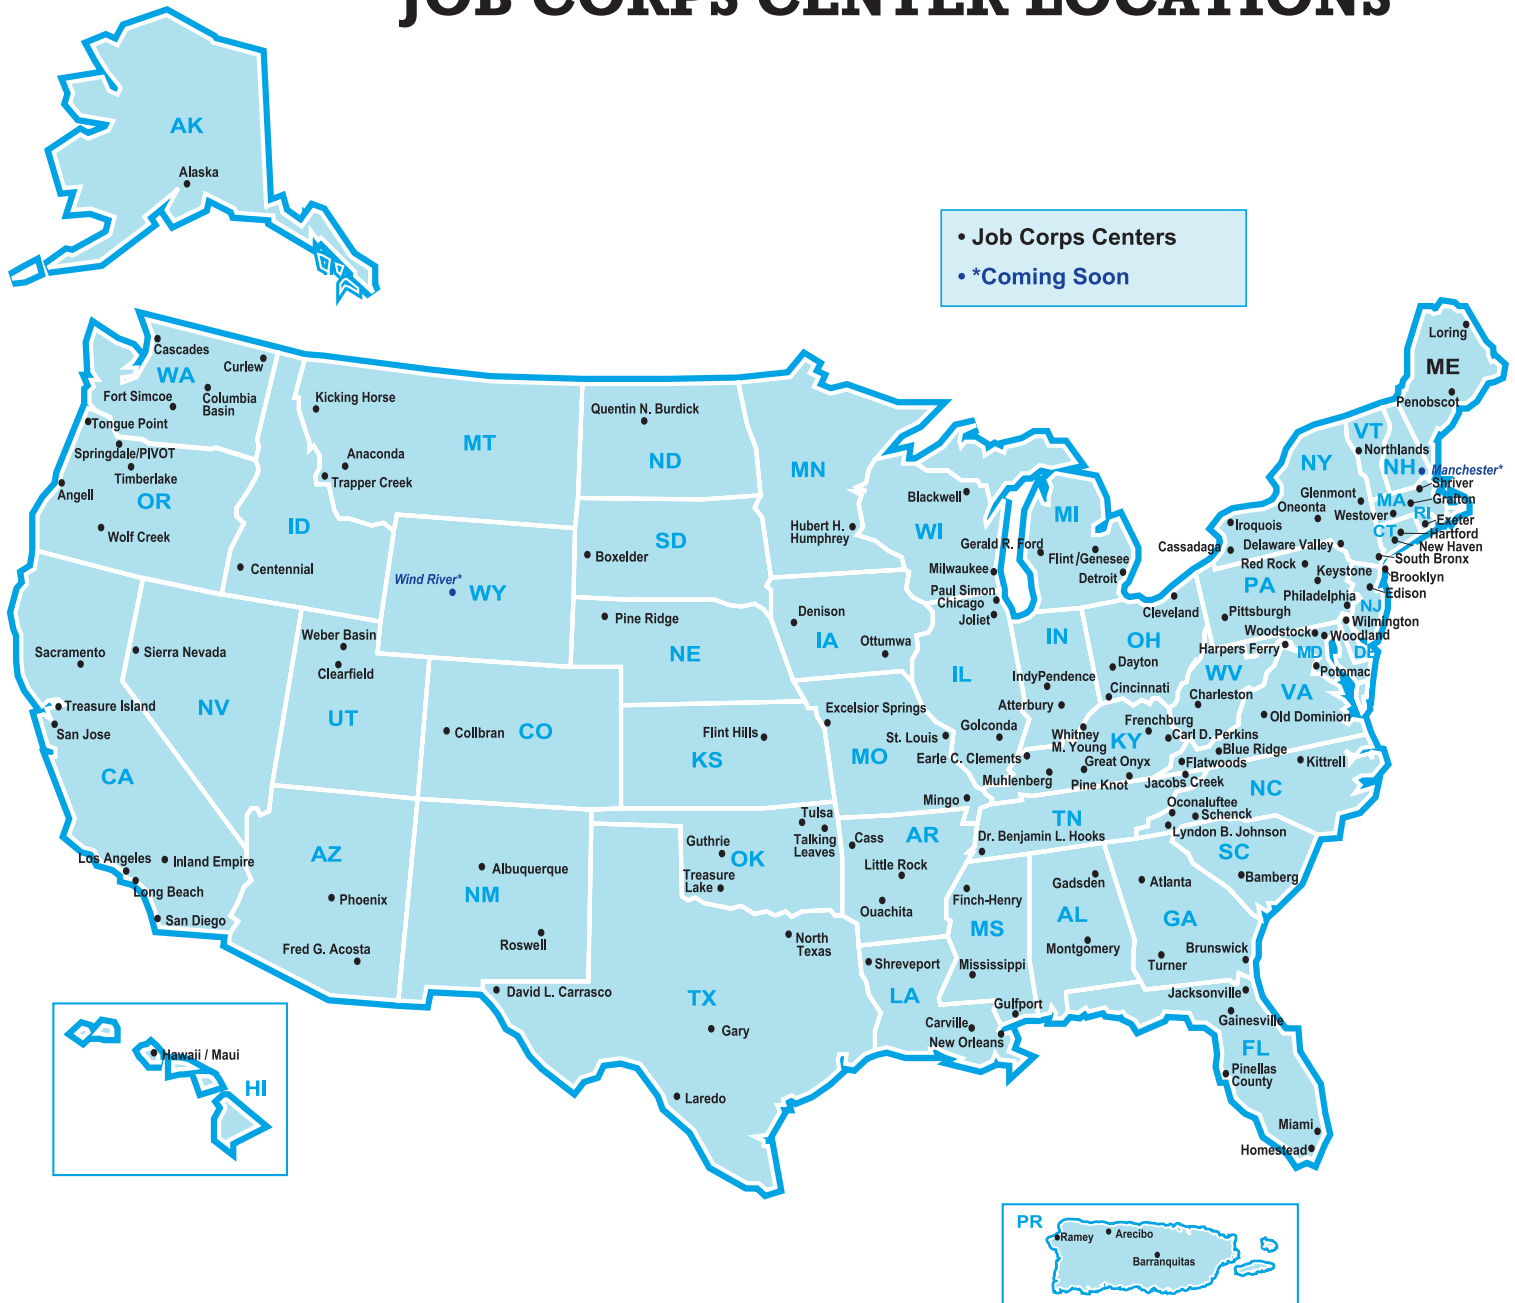 JOB CORPS CENTER LOCATIONS
AK
Alaska
• Job Corps Centers
• *Coming Soon
Cascades
Curlew
WA
Fort Simcoe
Columbia
Basin
Tongue Point
Springdale/PIVOT
Timberlake
Angell
OR
Wolf Creek
Kicking Horse
Anaconda
Trapper Creek
MT
ID
Centennial
Wind River*
WY
Quentin N. Burdick
ND
SD
Boxelder
Pine Ridge
NE
MN
Hubert H.
Humphrey
Blackwell
WI
Milwaukee
MI
Gerald R. Ford
Flint /Genesee
Detroit
Denison
IA
Ottumwa
Paul Simon
Chicago
Joliet
IL
Golconda
IN
IndyPendence
Atterbury
OH
Cleveland
Dayton
Cincinnati
Loring
ME
Penobscot
VT
Northlands
NH
Manchester*
NY
Glenmont
Oneonta
Iroquois
Cassadaga
Delaware Valley
MA
Shriver
Grafton
Westover
RI
Exeter
CT
Hartford
New Haven
South Bronx
Brooklyn
Edison
NJ
Red Rock
Keystone
PA
Philadelphia
Pittsburgh
Wilmington
Woodstock
Woodland
Harpers Ferry
MD
DE
Potomac
WV
Charleston
VA
Old Dominion
Blue Ridge
Sacramento
Treasure Island
San Jose
CA
Los Angeles
Inland Empire
Long Beach
San Diego
Sierra Nevada
NV
Weber Basin
Clearfield
UT
Collbran
CO
Flint Hills
KS
Excelsior Springs
St. Louis
MO
Mingo
Earle C. Clements
Whitney
M. Young
Frenchburg
Carl D. Perkins
KY
Great Onyx
Muhlenberg
Pine Knot
Flatwoods
Jacobs Creek
Kittrell
NC
Oconaluftee
Schenck
Lyndon B. Johnson
TN
Dr. Benjamin L. Hooks
SC
Bamberg
AZ
Phoenix
Fred G. Acosta
Albuquerque
NM
Roswell
Tulsa
Talking
Leaves
Guthrie
OK
Treasure
Lake
Cass
AR
Little Rock
Ouachita
Finch-Henry
MS
Mississippi
Gulfport
Gadsden
AL
Montgomery
Atlanta
GA
Turner
Brunswick
North
Texas
David L. Carrasco
TX
Gary
Laredo
Shreveport
LA
Carville
New Orleans
Jacksonville
Gainesville
FL
Pinellas
County
Miami
Homestead
Hawaii / Maui
HI
PR
Ramey
Arecibo
Barranquitas